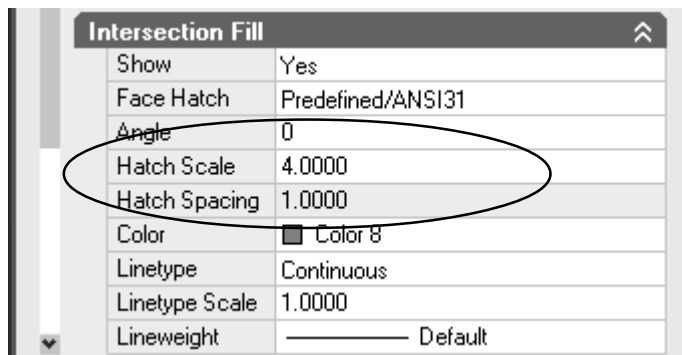 Intersection Fill
Show Yes
Face Hatch Predefined/ANSI31
Angle 0
Hatch Scale 4.0000
Hatch Spacing 1.0000
Color Color 8
Linetype Continuous
Linetype Scale 1.0000
Lineweight Default